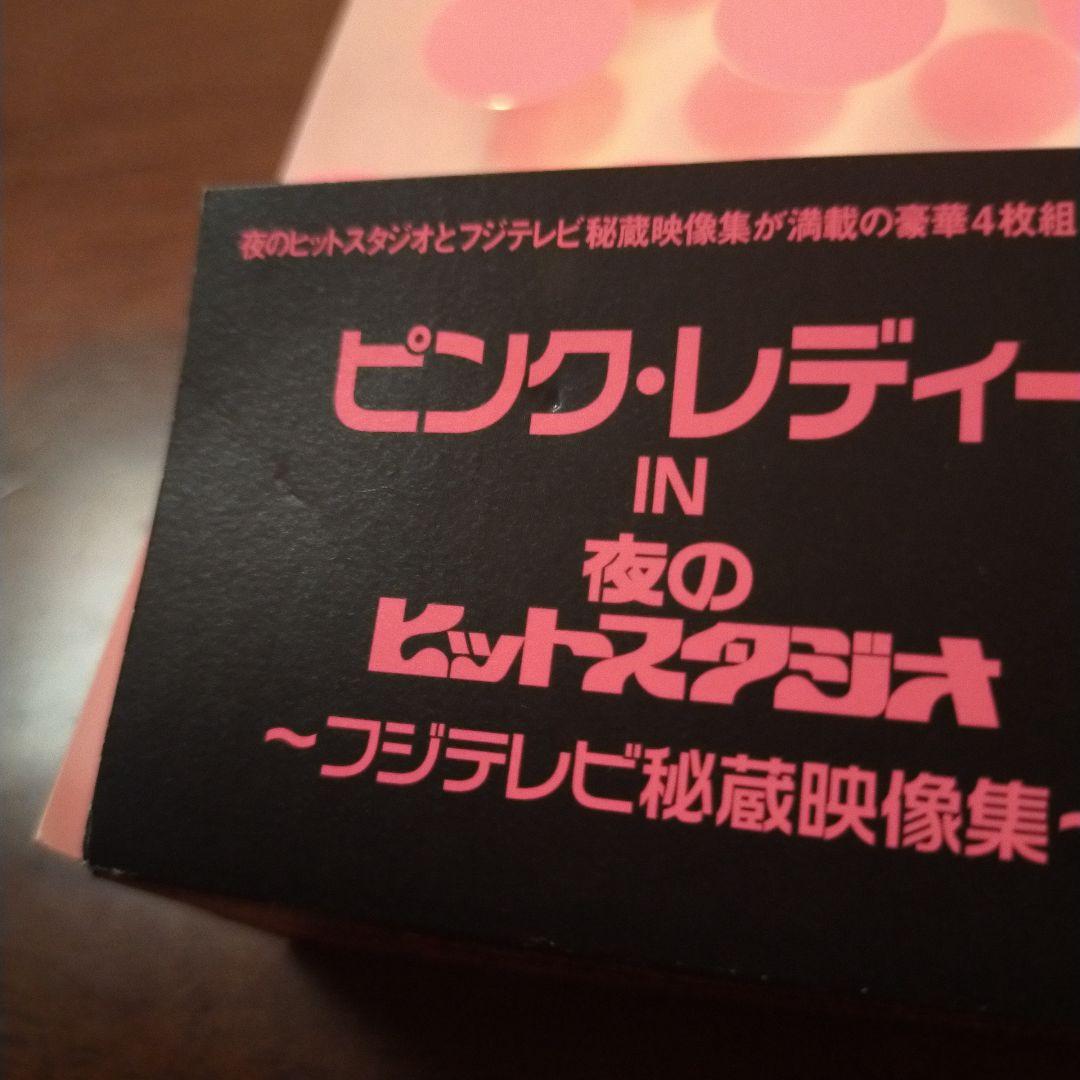 夜のヒットスタジオとフジテレビ秘蔵映像集が満載の豪華4枚組
ピンク・レディー
IN
夜の
ヒットスタジオ
～フジテレビ秘蔵映像集～